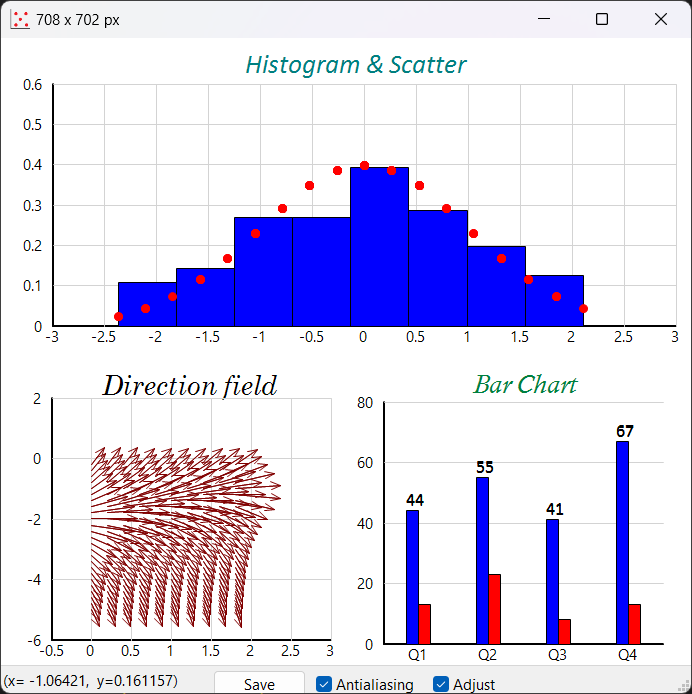 708 x 702 px
Histogram & Scatter
0.6
0.5
0.4
0.3
0.2
0.1
0
-3 -2.5 -2 -1.5 -1 -0.5 0 0.5 1 1.5 2 2.5 3
Direction field
2
0
-2
-4
-6
-0.5 0 0.5 1 1.5 2 2.5 3
Bar Chart
80
60
40
20
0
44 55 41 67
Q1 Q2 Q3 Q4
(x= -1.06421, y=0.161157) Save Antialiasing Adjust